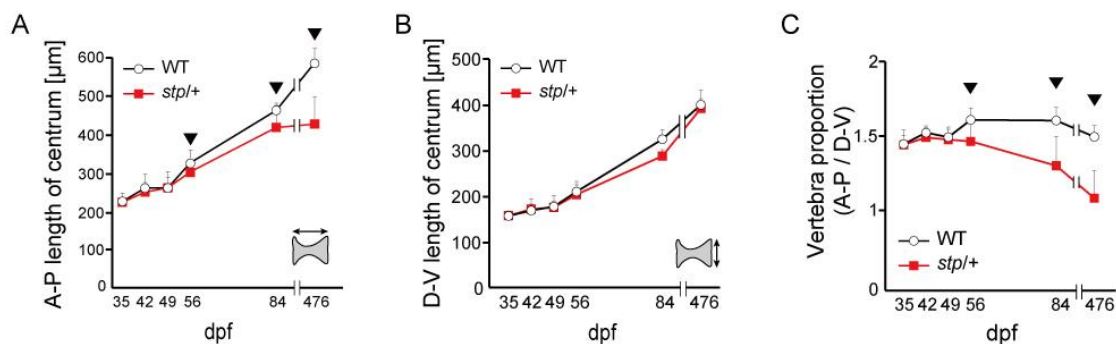 A
A-P length of centrum [μm]
600
500
400
300
200
100
0
WT
stp/+
35 42 49 56 84 476
dpf
B
D-V length of centrum [μm]
500
400
300
200
100
0
WT
stp/+
35 42 49 56 84 476
dpf
C
Vertebra proportion
(A-P / D-V)
2
1.5
1
0
WT
stp/+
35 42 49 56 84 476
dpf